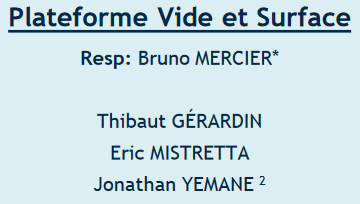 Plateforme Vide et Surface
Resp: Bruno MERCIER*
Thibaut GÉRARDIN
Eric MISTRETTA
Jonathan YEMANE ²